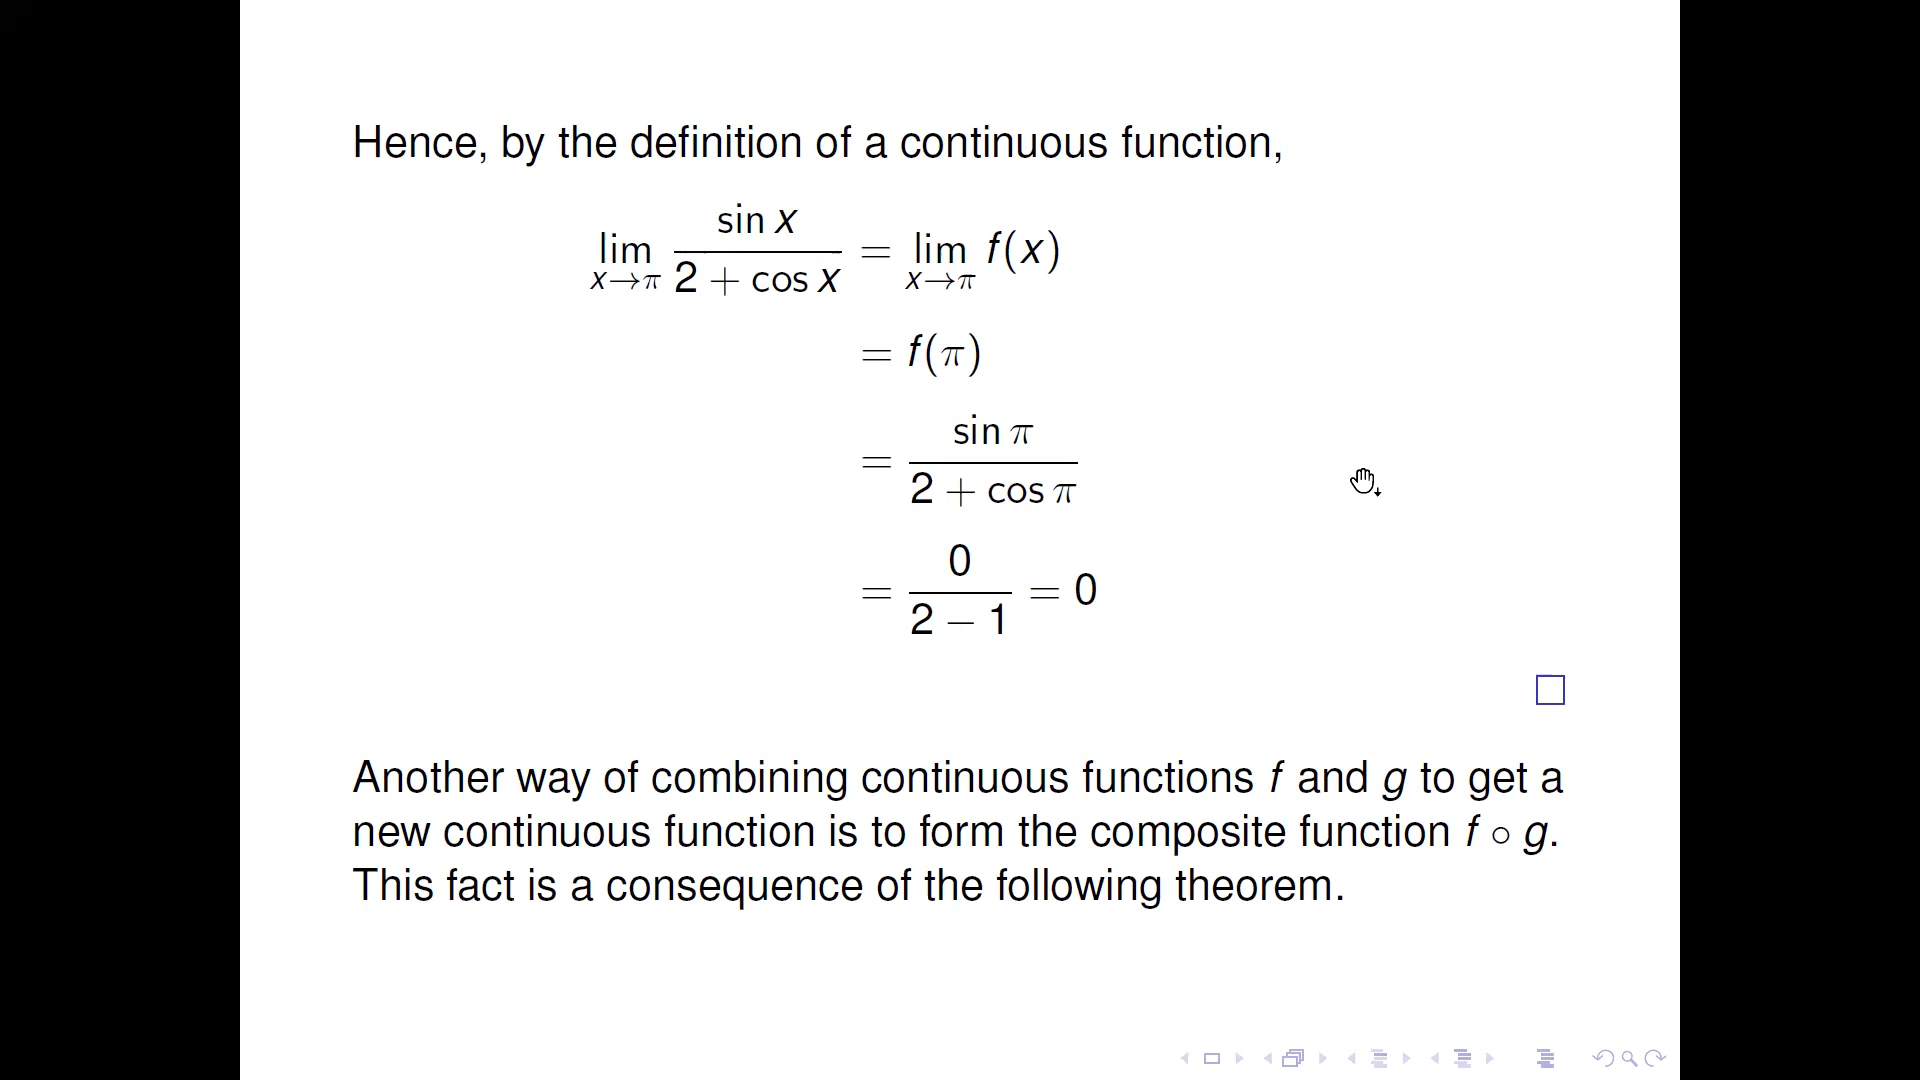 Hence, by the definition of a continuous function,
lim x→π sin x / 2 + cos x = lim x→π f(x)
= f(π)
= sin π / 2 + cos π
= 0 / 2 − 1 = 0
Another way of combining continuous functions f and g to get a
new continuous function is to form the composite function f ∘ g.
This fact is a consequence of the following theorem.